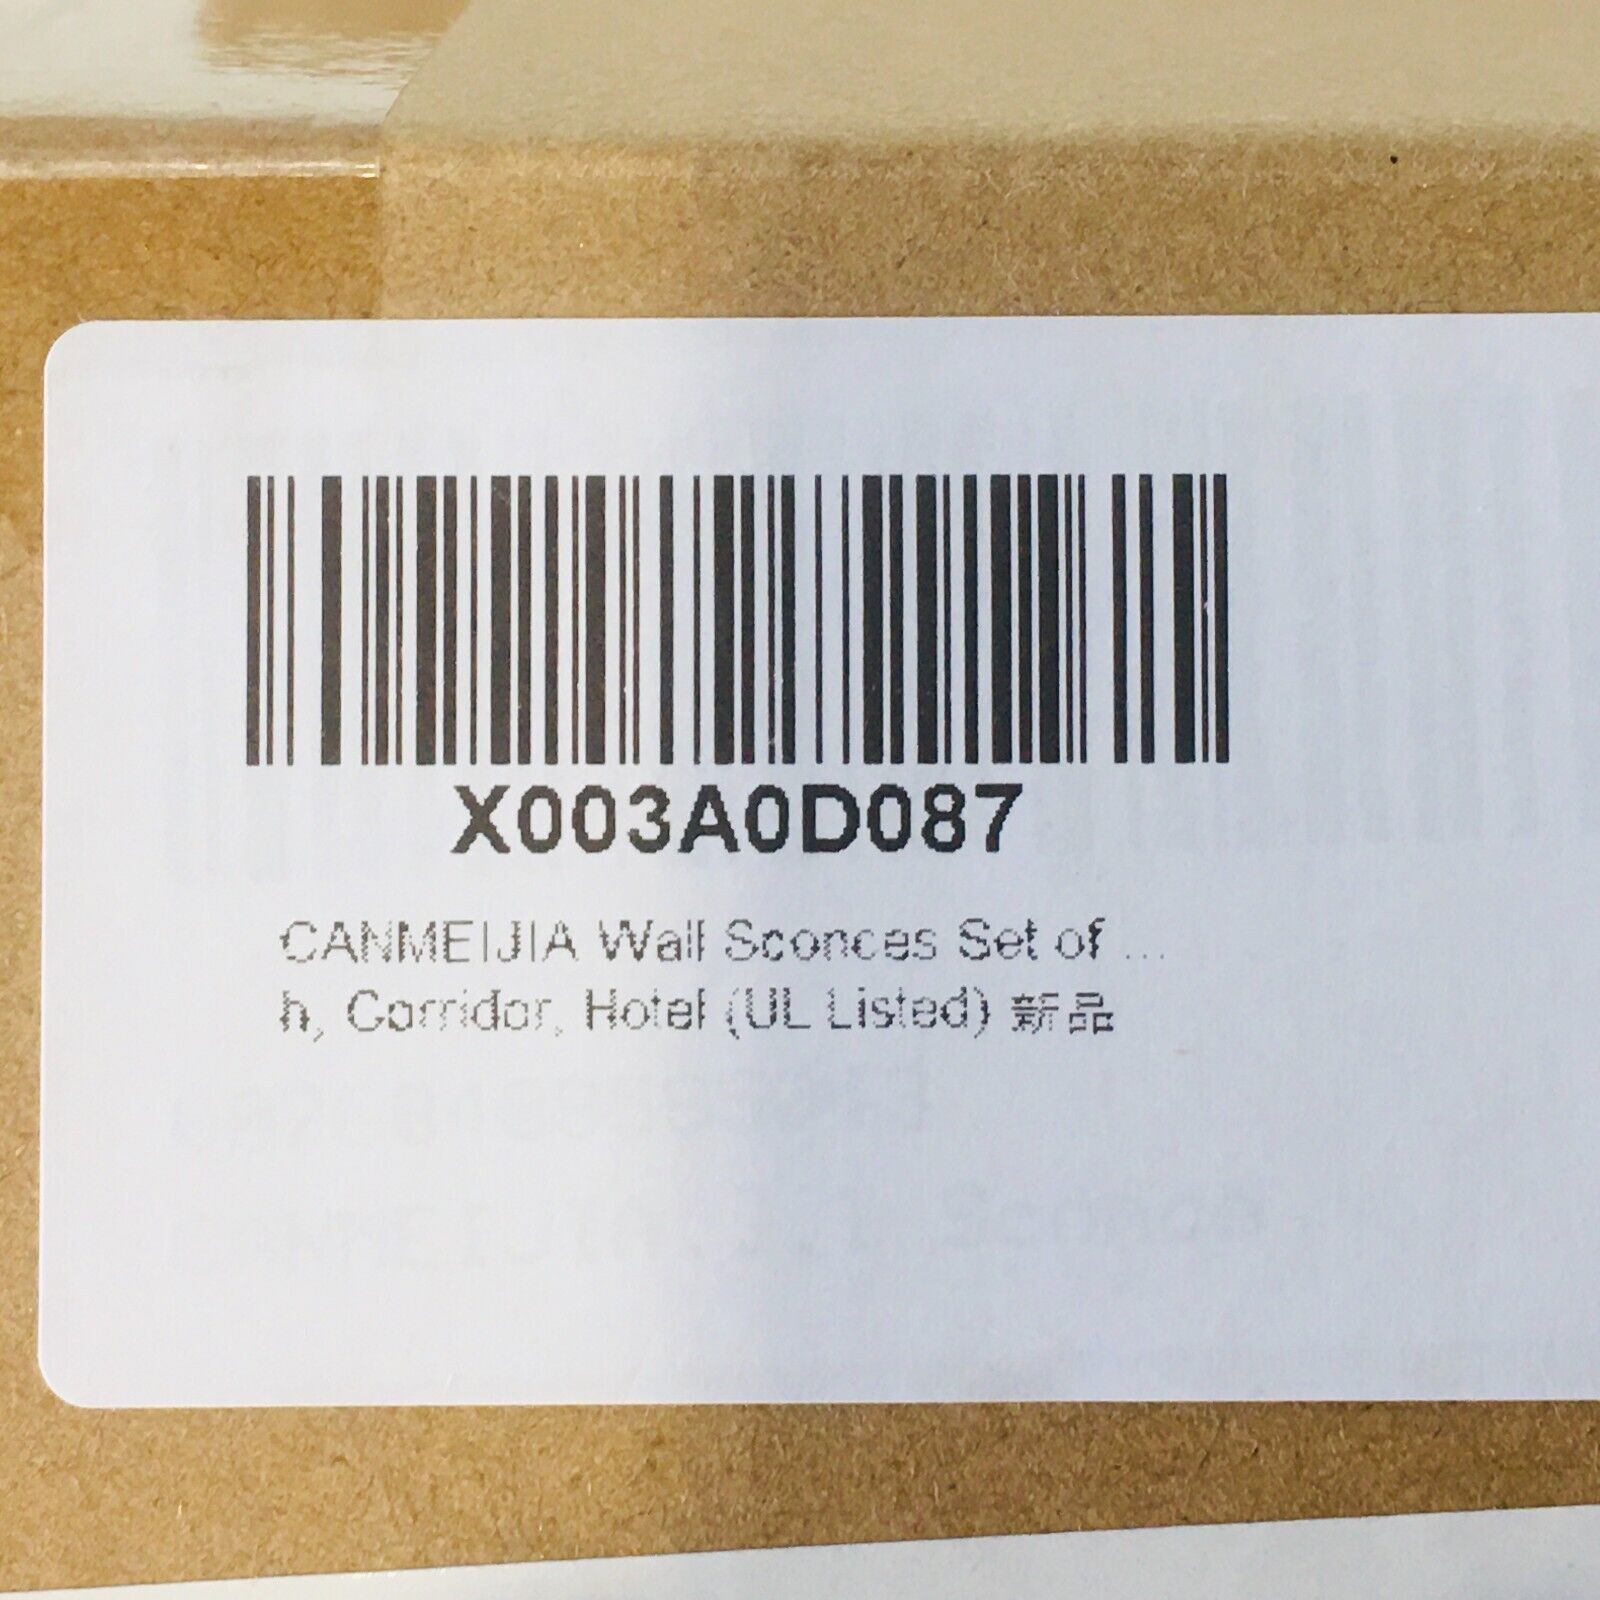 X003A0D087
CANMEIJIA Wall Sconces Set of ...
h, Corridor, Hotel (UL Listed) 新品